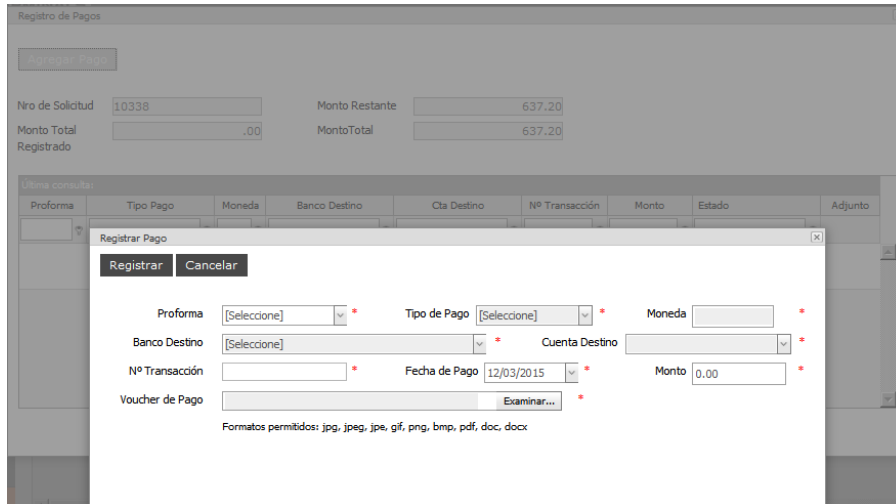 Registro de Pagos
Agregar Pago
Nro de Solicitud 10338 Monto Restante 637.20
Monto Total Registrado .00 MontoTotal 637.20
Última consulta:
Proforma Tipo Pago Moneda Banco Destino Cta Destino Nº Transacción Monto Estado Adjunto
Registrar Pago
Registrar Cancelar
Proforma [Seleccione] * Tipo de Pago [Seleccione] * Moneda *
Banco Destino [Seleccione] * Cuenta Destino *
Nº Transacción * Fecha de Pago 12/03/2015 * Monto 0.00 *
Voucher de Pago Examinar... *
Formatos permitidos: jpg, jpeg, jpe, gif, png, bmp, pdf, doc, docx